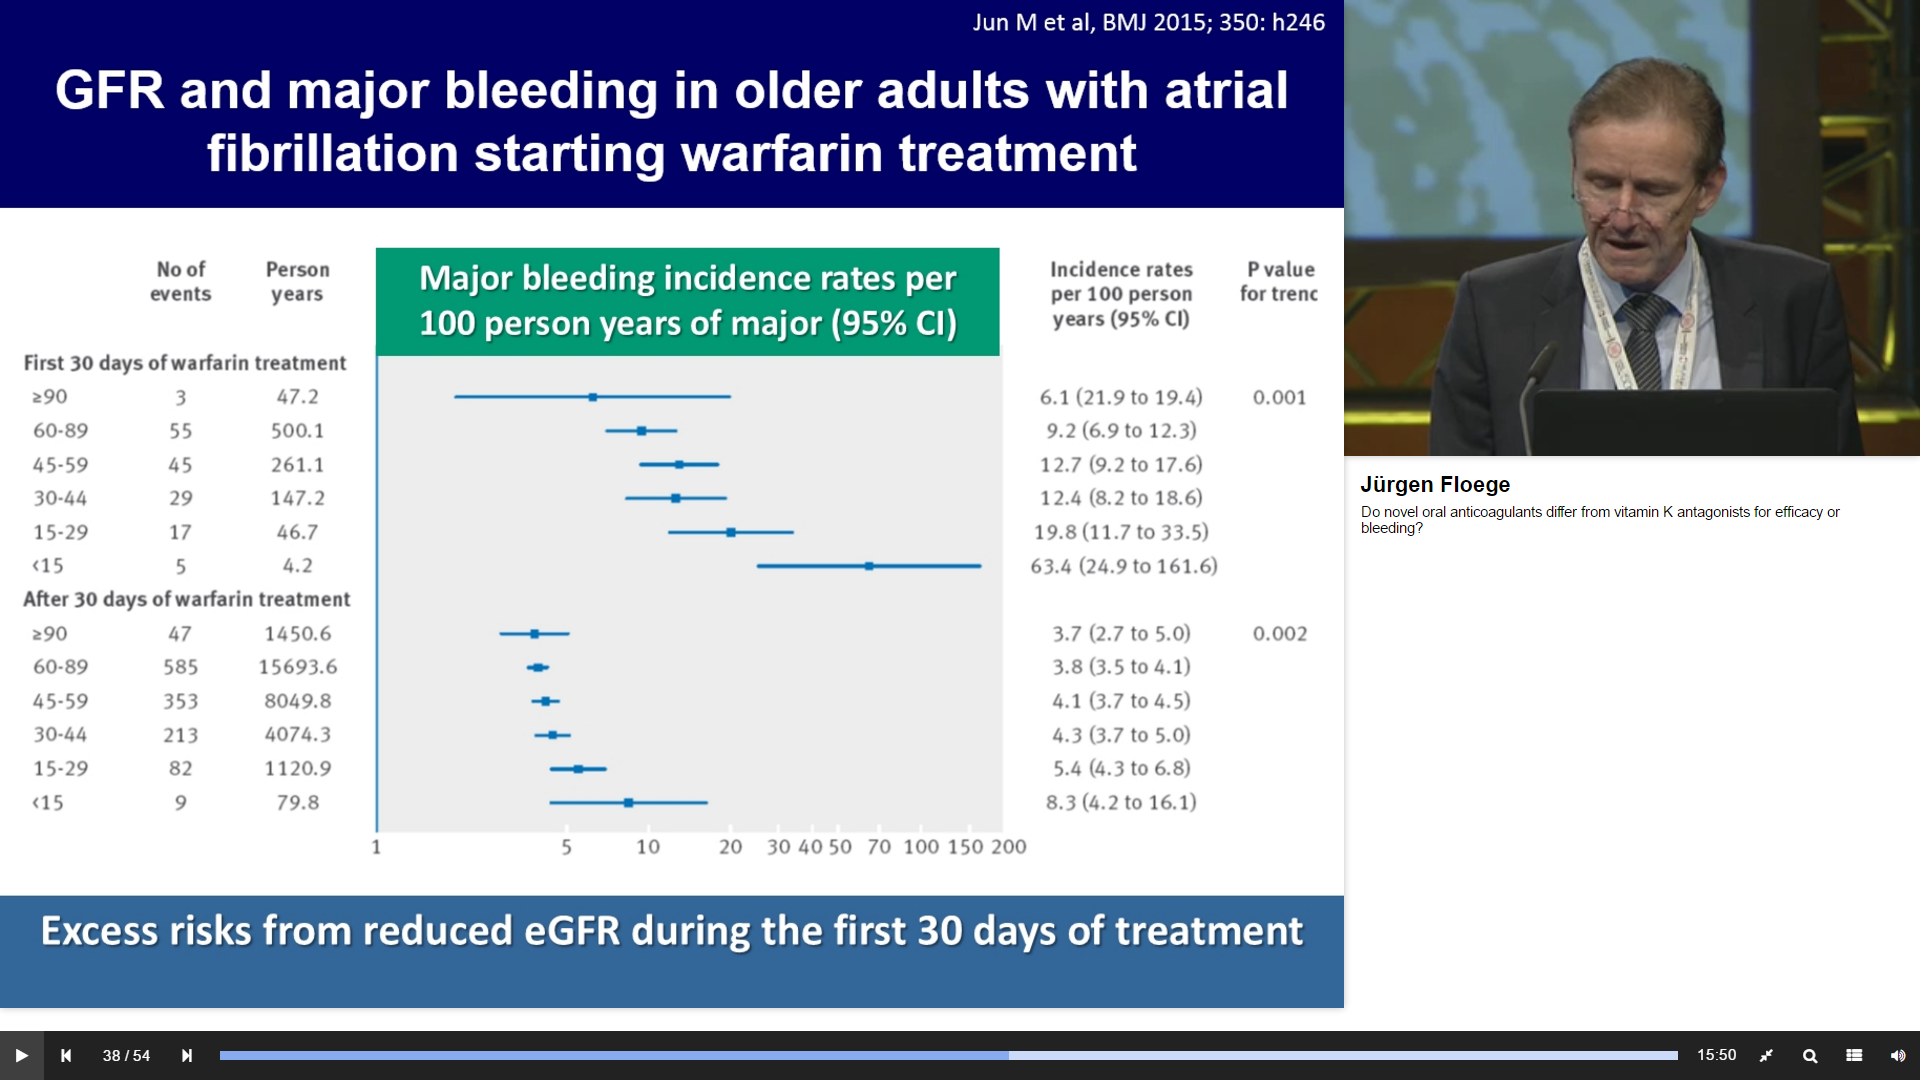 Jun M et al, BMJ 2015; 350: h246
GFR and major bleeding in older adults with atrial
fibrillation starting warfarin treatment
No of events Person years Major bleeding incidence rates per Incidence rates per 100 person years (95% CI) P value for trenc
100 person years of major (95% CI)
First 30 days of warfarin treatment
≥90 3 47.2 6.1 (21.9 to 19.4) 0.001
60-89 55 500.1 9.2 (6.9 to 12.3)
45-59 45 261.1 12.7 (9.2 to 17.6)
30-44 29 147.2 12.4 (8.2 to 18.6)
15-29 17 46.7 19.8 (11.7 to 33.5)
<15 5 4.2 63.4 (24.9 to 161.6)
After 30 days of warfarin treatment
≥90 47 1450.6 3.7 (2.7 to 5.0) 0.002
60-89 585 15693.6 3.8 (3.5 to 4.1)
45-59 353 8049.8 4.1 (3.7 to 4.5)
30-44 213 4074.3 4.3 (3.7 to 5.0)
15-29 82 1120.9 5.4 (4.3 to 6.8)
<15 9 79.8 8.3 (4.2 to 16.1)
1 5 10 20 30 40 50 70 100 150 200
Excess risks from reduced eGFR during the first 30 days of treatment
Jürgen Floege
Do novel oral anticoagulants differ from vitamin K antagonists for efficacy or
bleeding?
38 / 54 15:50